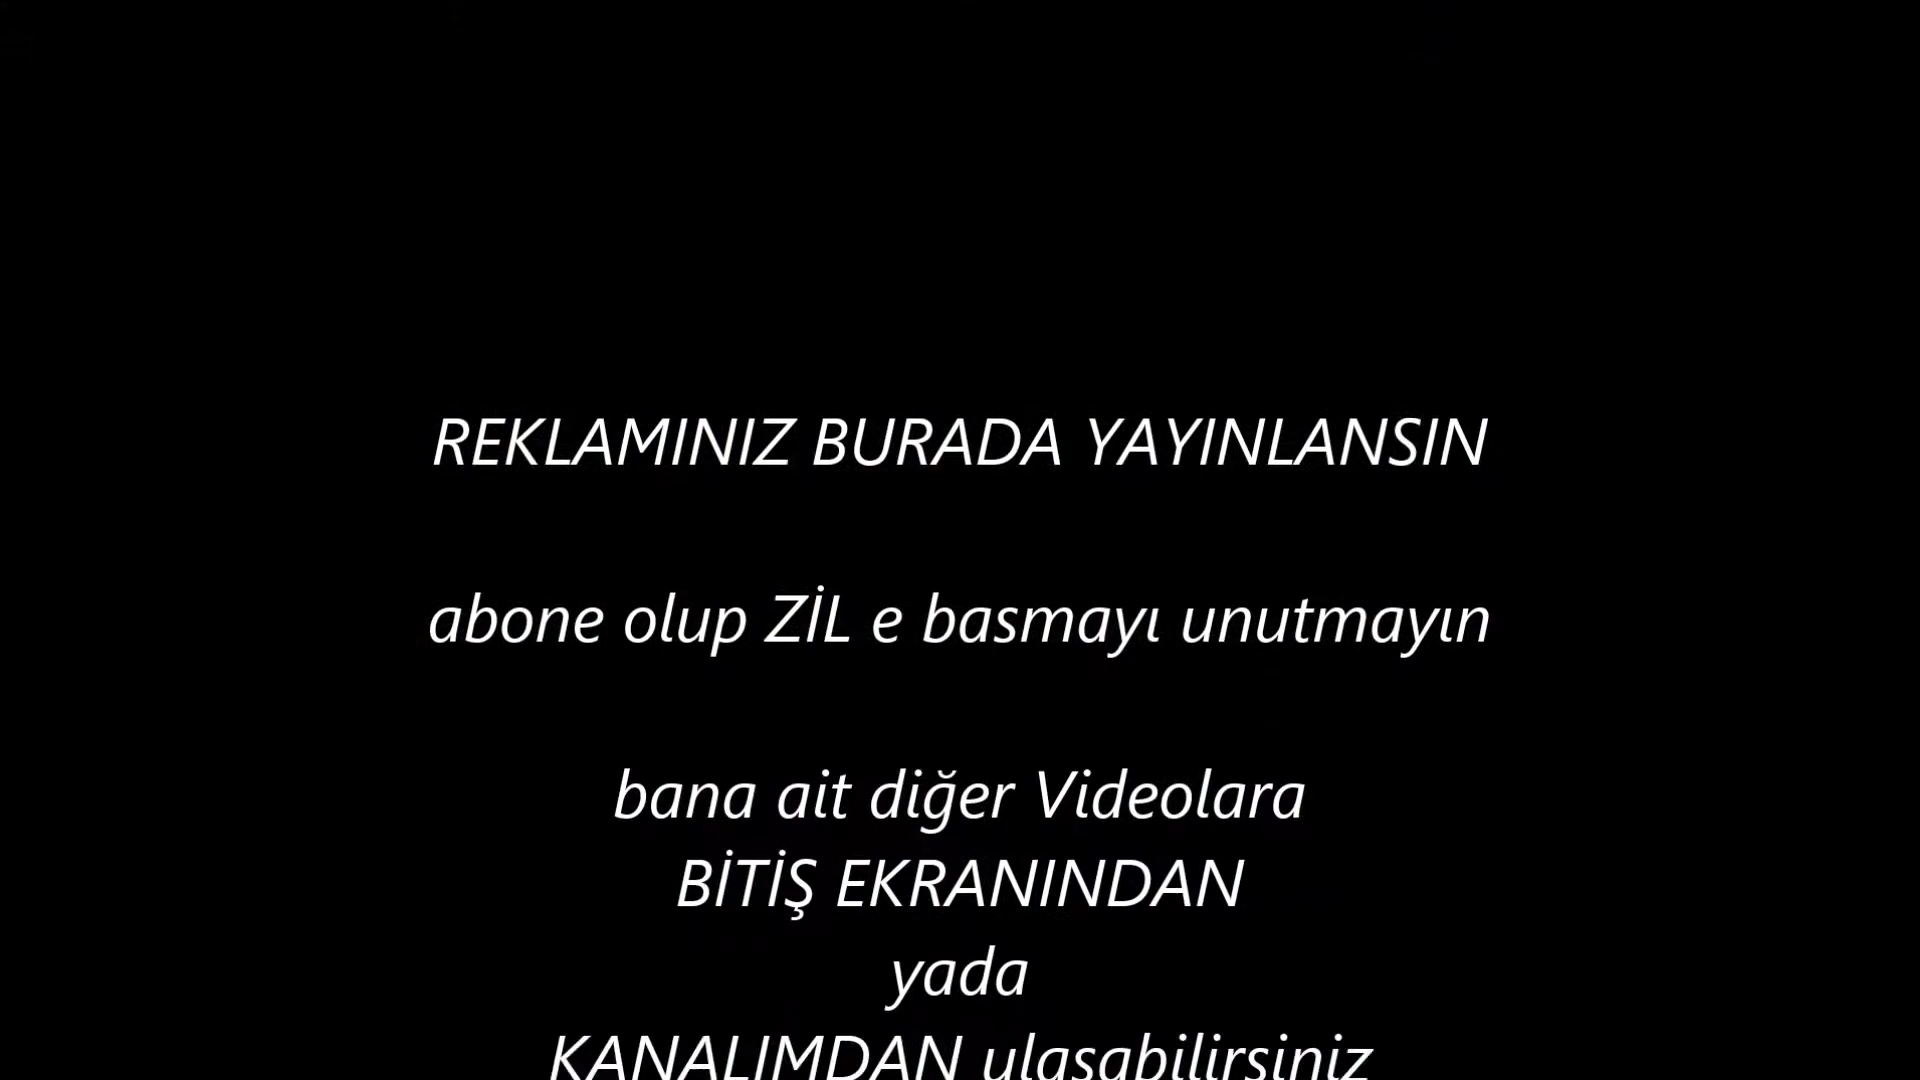 REKLAMINIZ BURADA YAYINLANSIN
abone olup ZİL e basmayı unutmayın
bana ait diğer Videolara
BİTİŞ EKRANINDAN
yada
KANALIMDAN ulaşabilirsiniz